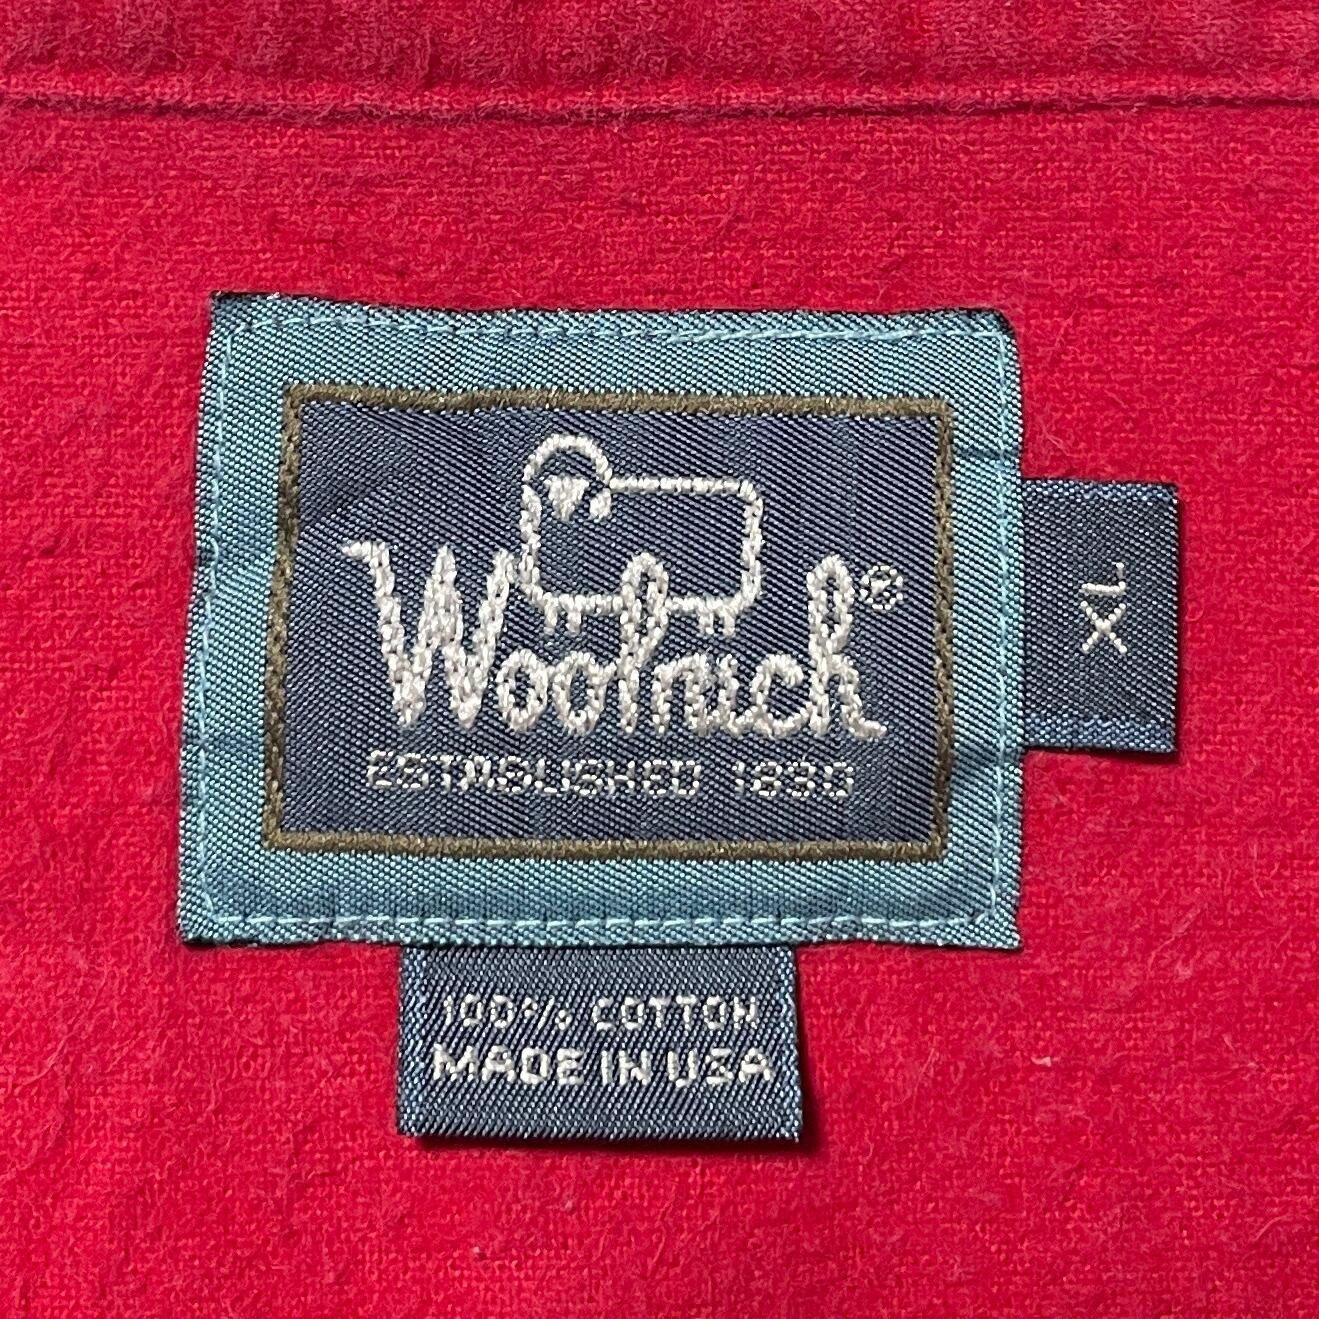 Woolrich®
ESTABLISHED 1830
XL
100% COTTON
MADE IN USA